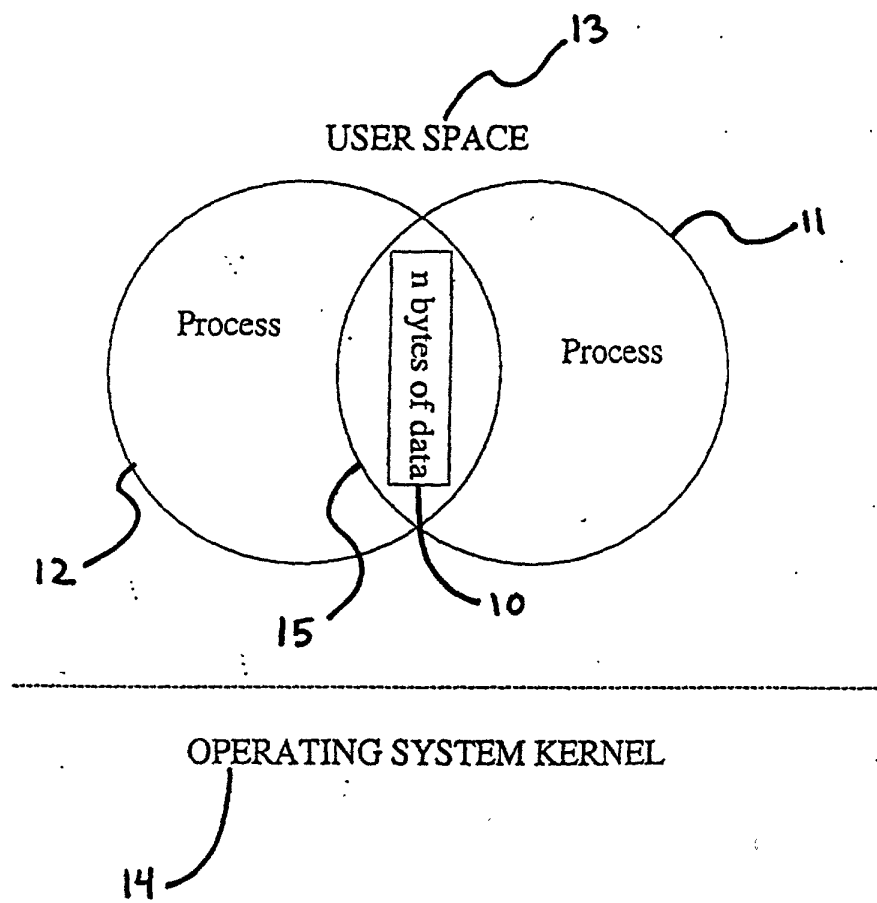 13
USER SPACE
11
Process
n bytes of data
Process
12
15
10
OPERATING SYSTEM KERNEL
14